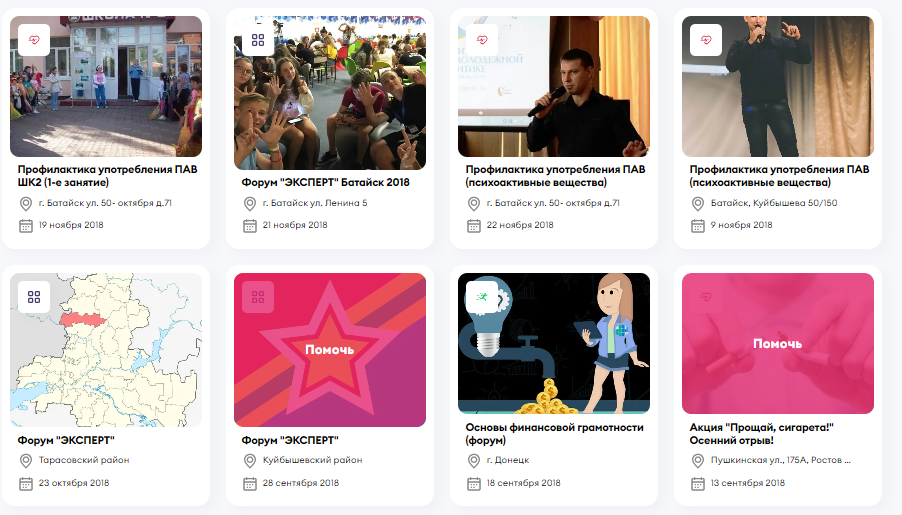 ШКОЛА
Профилактика употребления ПАВ
ШК2 (1-е занятие)
г. Батайск ул. 50- октября д.71
19 ноября 2018
Форум "ЭКСПЕРТ" Батайск 2018
г. Батайск ул. Ленина 5
21 ноября 2018
МОЛОДЕЖНОЙ
ПОЛИТИКЕ
Профилактика употребления ПАВ
(психоактивные вещества)
г. Батайск ул. 50- октября д.71
22 ноября 2018
Профилактика употребления ПАВ
(психоактивные вещества)
Батайск, Куйбышева 50/150
9 ноября 2018
Форум "ЭКСПЕРТ"
Тарасовский район
23 октября 2018
Помочь
Форум "ЭКСПЕРТ"
Куйбышевский район
28 сентября 2018
Основы финансовой грамотности
(форум)
г. Донецк
18 сентября 2018
Помочь
Акция "Прощай, сигарета!"
Осенний отрыв!
Пушкинская ул., 175А, Ростов ...
13 сентября 2018